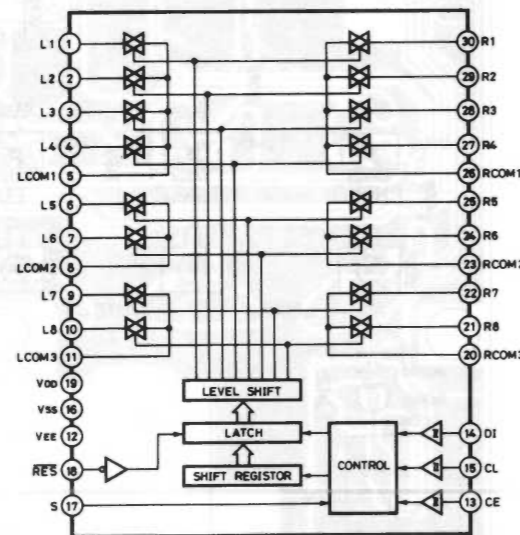 L1 1
L2 2
L3 3
L4 4
LCOM1 5
L5 6
L6 7
LCOM2 8
L7 9
L8 10
LCOM3 11
VDD 19
VSS 16
VEE 12
RES 18
S 17
LEVEL SHIFT
LATCH
SHIFT REGISTOR
CONTROL
30 R1
29 R2
28 R3
27 R4
26 RCOM1
25 R5
24 R6
23 RCOM2
22 R7
21 R8
20 RCOM3
14 DI
15 CL
13 CE